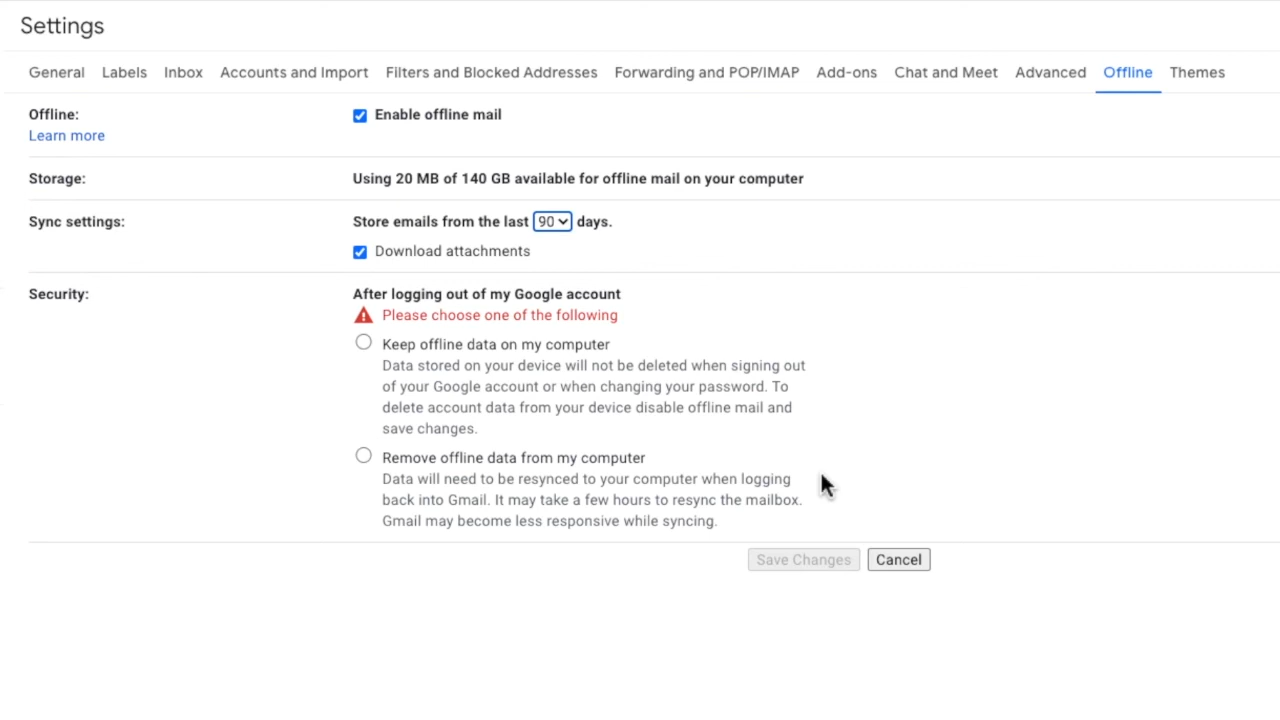 Settings
General Labels Inbox Accounts and Import Filters and Blocked Addresses Forwarding and POP/IMAP Add-ons Chat and Meet Advanced Offline Themes
Offline: Enable offline mail
Learn more
Storage: Using 20 MB of 140 GB available for offline mail on your computer
Sync settings: Store emails from the last 90 days.
Download attachments
Security: After logging out of my Google account
Please choose one of the following
Keep offline data on my computer
Data stored on your device will not be deleted when signing out
of your Google account or when changing your password. To
delete account data from your device disable offline mail and
save changes.
Remove offline data from my computer
Data will need to be resynced to your computer when logging
back into Gmail. It may take a few hours to resync the mailbox.
Gmail may become less responsive while syncing.
Save Changes Cancel